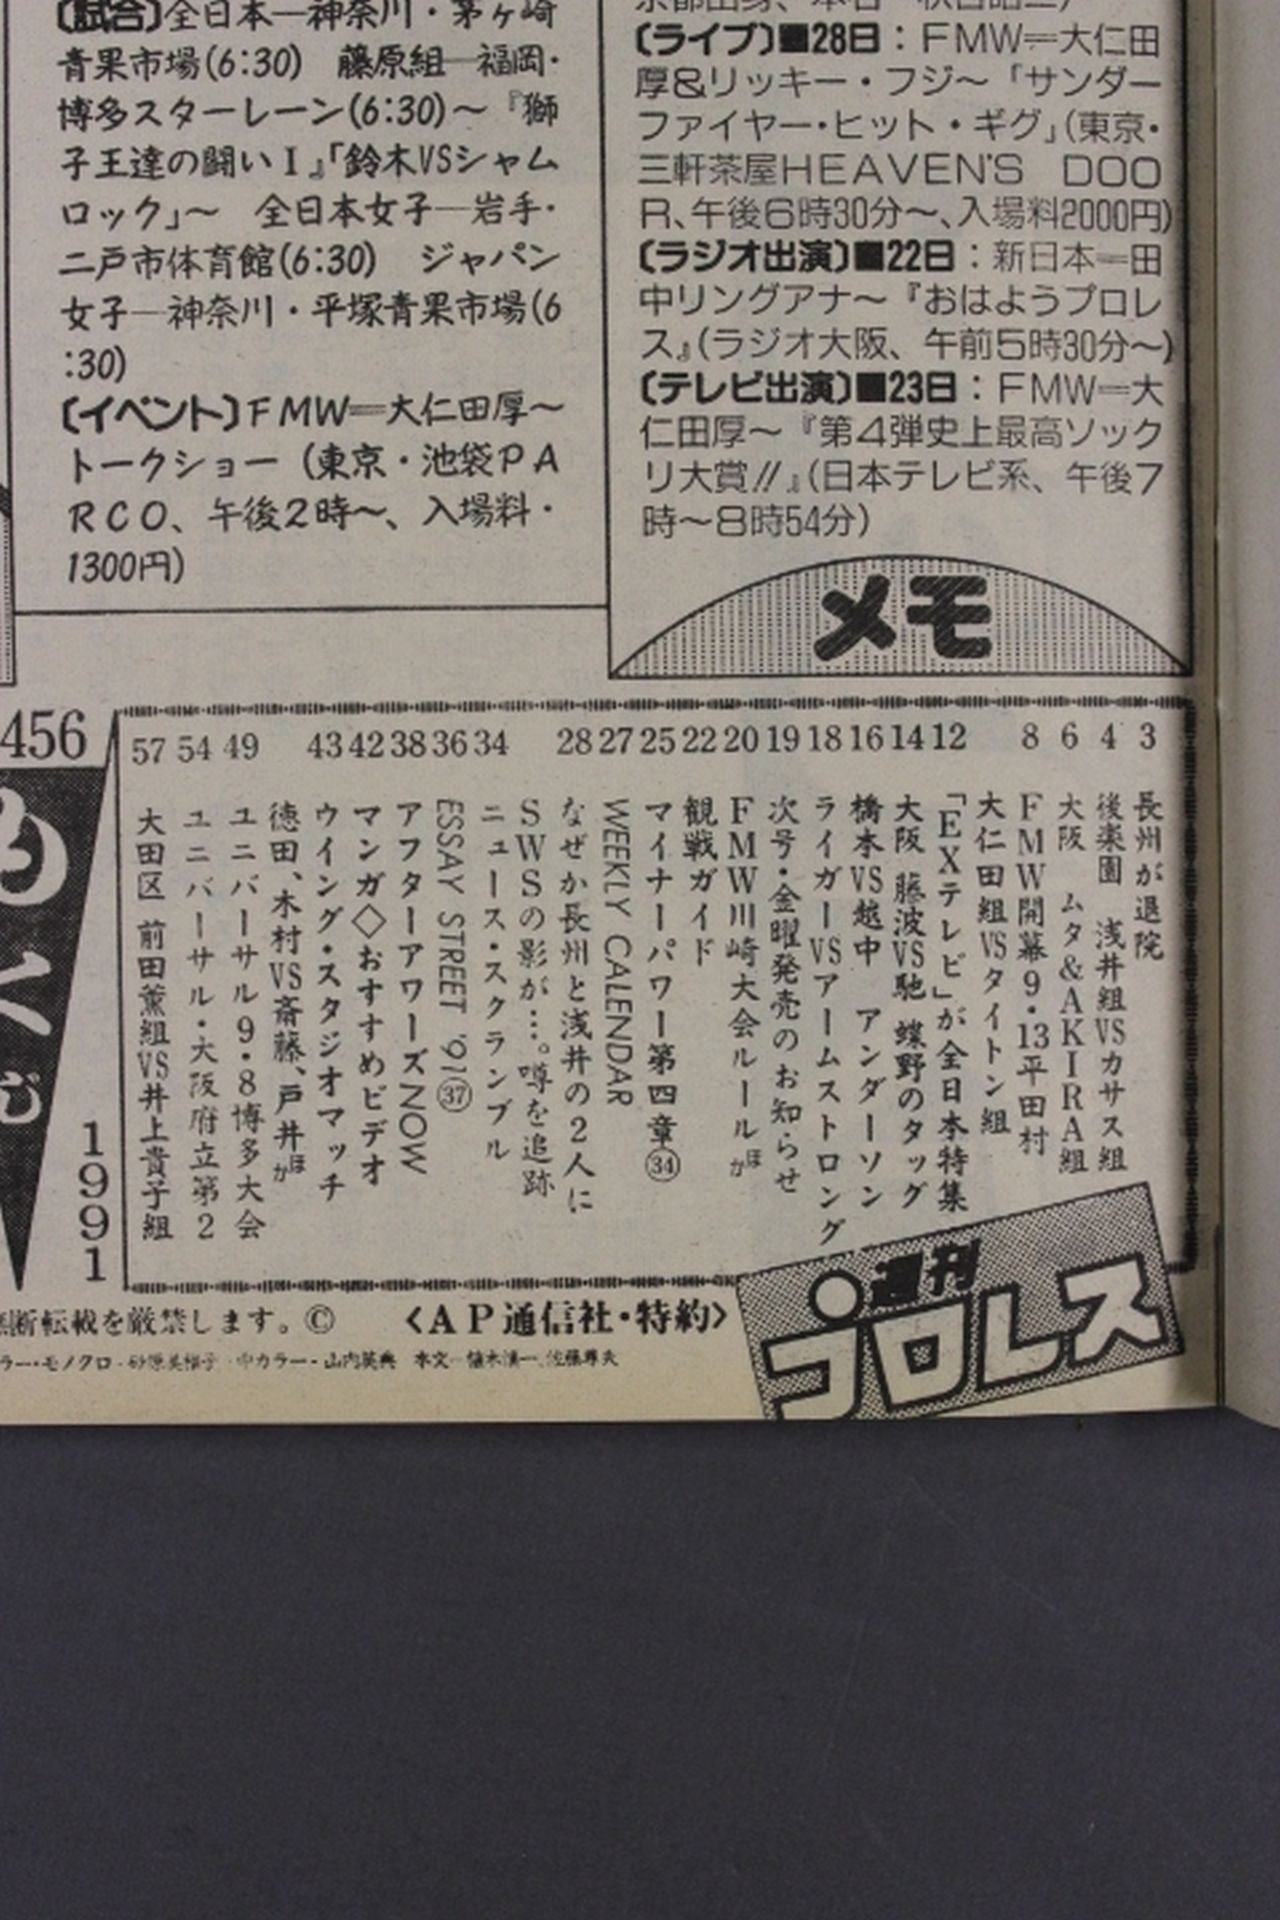 〔試合〕全日本―神奈川・茅ヶ崎
青果市場(6:30)　藤原組―福岡・
博多スターレーン(6:30)～『獅
子王達の闘いⅠ』「鈴木VSシャム
ロック」～　全日本女子―岩手・
二戸市体育館(6:30)　ジャパン
女子―神奈川・平塚青果市場(6
:30)
〔イベント〕FMW＝大仁田厚～
トークショー（東京・池袋PA
RCO、午後2時～、入場料・
1300円）
〔ライブ〕■28日：FMW＝大仁田
厚&リッキー・フジ～「サンダー
ファイヤー・ヒット・ギグ」（東京・
三軒茶屋HEAVEN'S　DOO
R、午後6時30分～、入場料2000円）
〔ラジオ出演〕■22日：新日本＝田
中リングアナ～『おはようプロレ
ス』（ラジオ大阪、午前5時30分～）
〔テレビ出演〕■23日：FMW＝大
仁田厚～『第4弾史上最高ソック
リ大賞!!』（日本テレビ系、午後7
時～8時54分）
メモ
3 長州が退院
4 後楽園　浅井組VSカサス組
6 大阪　ムタ&AKIRA組
8 FMW開幕9・13平田村
大仁田組VSタイトン組
12 「EXテレビ」が全日本特集
14 大阪　藤波VS馳　蝶野のタッグ
16 橋本VS越中　アンダーソン
18 ライガーVSアームストロング
19 次号・金曜発売のお知らせ
20 FMW川崎大会ルールほか
22 観戦ガイド
25 マイナーパワー第四章㉞
27 WEEKLY CALENDAR
28 なぜか長州と浅井の2人に
SWSの影が…。噂を追跡
34 ニュース・スクランブル
36 ESSAY STREET '91㊲
38 アフターアワーズNOW
42 マンガ◇おすすめビデオ
43 ウイング・スタジオマッチ
徳田、木村VS斎藤、戸井ほか
49 ユニバーサル9・8博多大会
54 ユニバーサル・大阪府立第2
57 大田区　前田薫組VS井上貴子組
456
もくじ
1991
無断転載を厳禁します。©　〈AP通信社・特約〉
週刊
プロレス